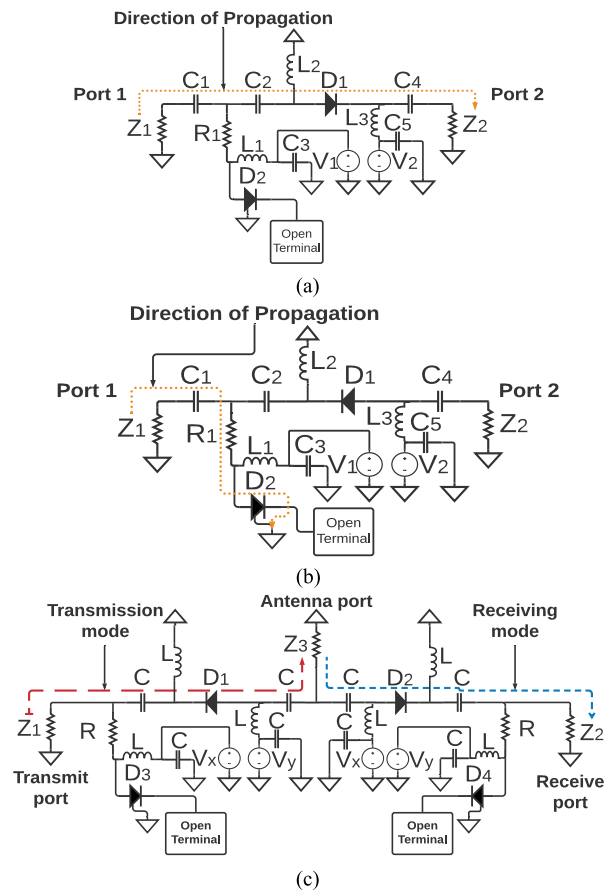 Direction of Propagation
L2
Port 1 C1 C2 D1 C4 Port 2
Z1 R1 L3 C5 Z2
L1 C3 V1 V2
D2
Open
Terminal
(a)
Direction of Propagation
L2
Port 1 C1 C2 D1 C4 Port 2
Z1 R1 L3 C5 Z2
L1 C3 V1 V2
D2
Open
Terminal
(b)
Transmission
mode
Antenna port
Receiving
mode
L Z3 L
C D1 C C D2 C
Z1 R L C C L R Z2
L C Vx Vy Vx Vy C L
Transmit
port
D3 D4
Receive
port
Open
Terminal
Open
Terminal
(c)